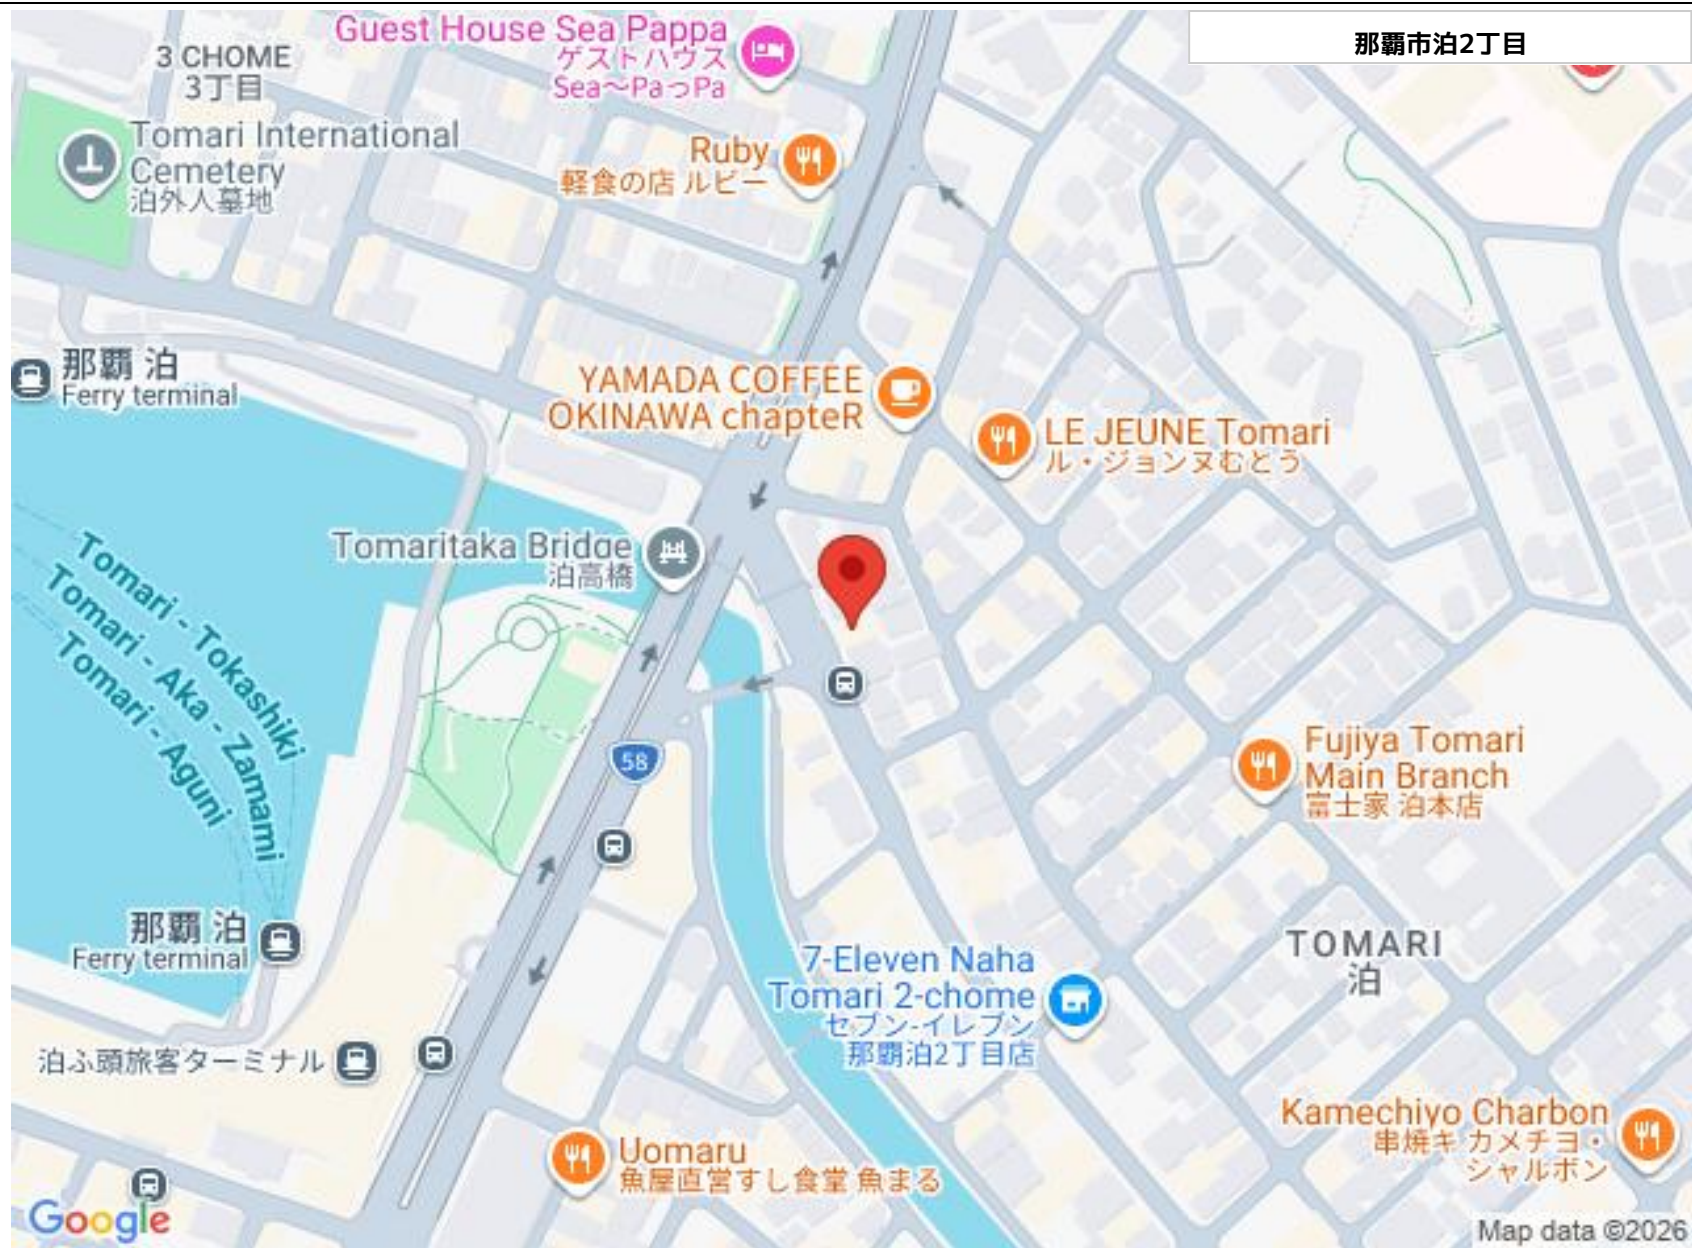 那覇市泊2丁目
Guest House Sea Pappa
ゲストハウス
Sea〜PaっPa
3 CHOME
3丁目
Tomari International
Cemetery
泊外人墓地
Ruby
軽食の店 ルビー
那覇 泊
Ferry terminal
YAMADA COFFEE
OKINAWA chapteR
LE JEUNE Tomari
ル・ジョンヌむとう
Tomaritaka Bridge
泊高橋
Tomari - Tokashiki
Tomari - Aka - Zamami
Tomari - Aguni
58
Fujiya Tomari
Main Branch
富士家 泊本店
那覇 泊
Ferry terminal
TOMARI
泊
7-Eleven Naha
Tomari 2-chome
セブン-イレブン
那覇泊2丁目店
泊ふ頭旅客ターミナル
Kamechiyo Charbon
串焼キ カメチヨ・
シャルボン
Uomaru
魚屋直営すし食堂 魚まる
Google
Map data ©2026